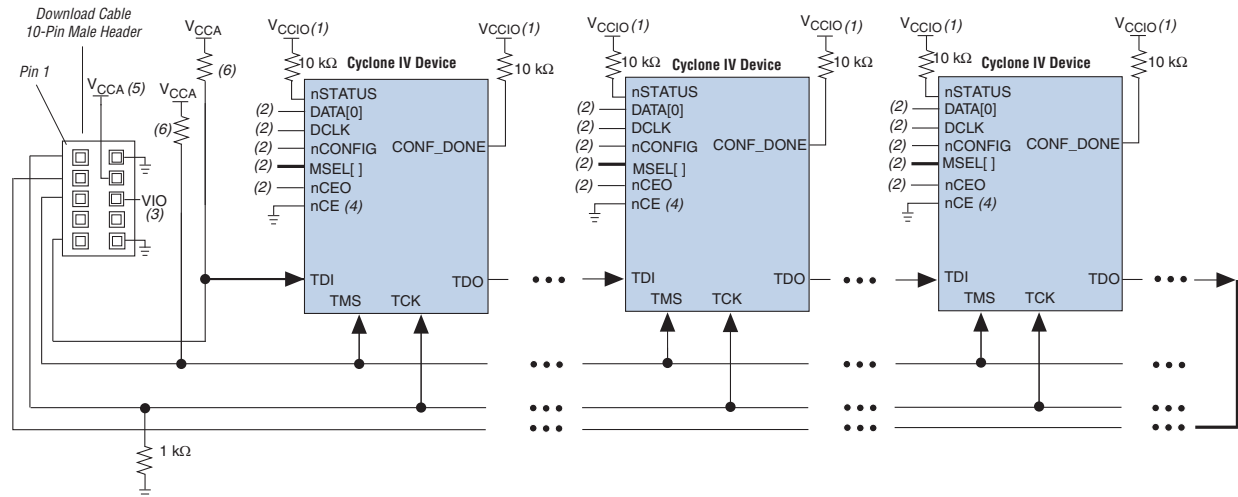 Download Cable
10-Pin Male Header
Pin 1
VCCA (5)
VCCA
(6)
VCCA
(6)
VIO
(3)
1 kΩ
VCCIO(1)
10 kΩ
Cyclone IV Device
VCCIO(1)
10 kΩ
nSTATUS
(2) DATA[0]
(2) DCLK
(2) nCONFIG CONF_DONE
(2) MSEL[ ]
(2) nCEO
nCE (4)
TDI TDO
TMS TCK
VCCIO(1)
10 kΩ
Cyclone IV Device
VCCIO(1)
10 kΩ
nSTATUS
(2) DATA[0]
(2) DCLK
(2) nCONFIG CONF_DONE
(2) MSEL[ ]
(2) nCEO
nCE (4)
TDI TDO
TMS TCK
VCCIO(1)
10 kΩ
Cyclone IV Device
VCCIO(1)
10 kΩ
nSTATUS
(2) DATA[0]
(2) DCLK
(2) nCONFIG CONF_DONE
(2) MSEL[ ]
(2) nCEO
nCE (4)
TDI TDO
TMS TCK